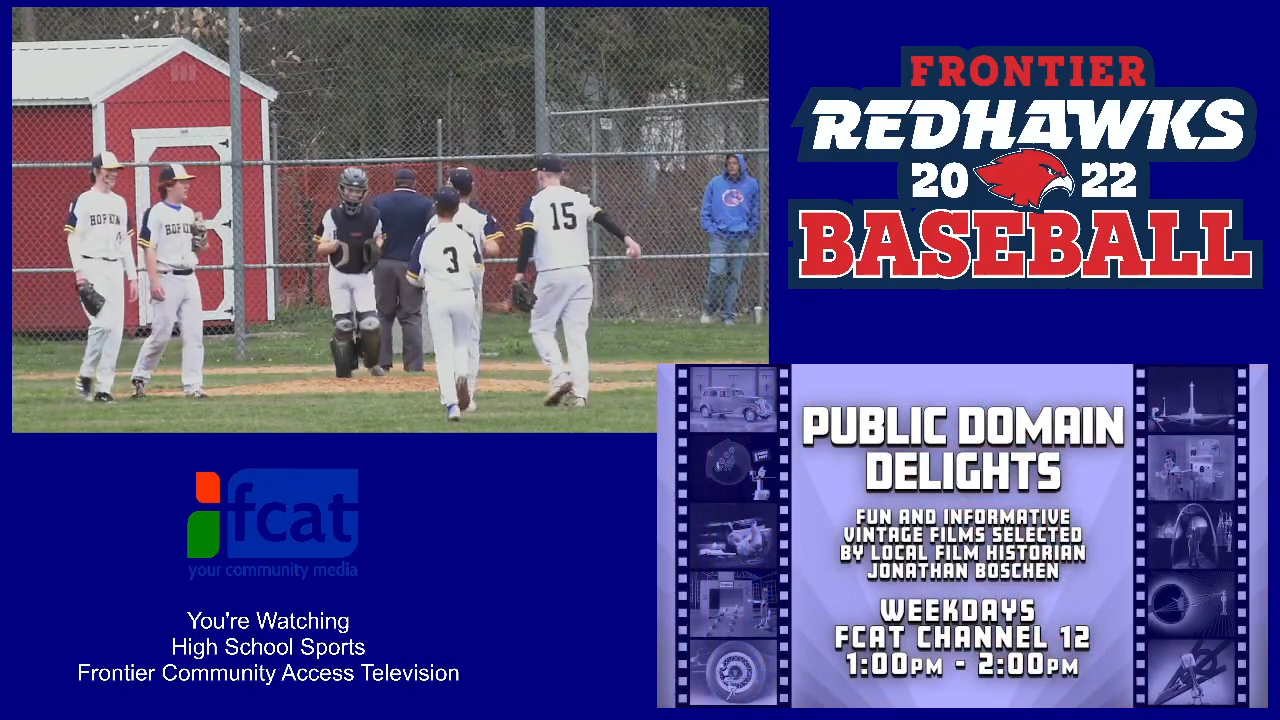 FRONTIER
REDHAWKS
20 22
BASEBALL
15
3
fcat
your community media
You're Watching
High School Sports
Frontier Community Access Television
PUBLIC DOMAIN
DELIGHTS
FUN AND INFORMATIVE
VINTAGE FILMS SELECTED
BY LOCAL FILM HISTORIAN
JONATHAN BOSCHEN
WEEKDAYS
FCAT CHANNEL 12
1:00PM - 2:00PM